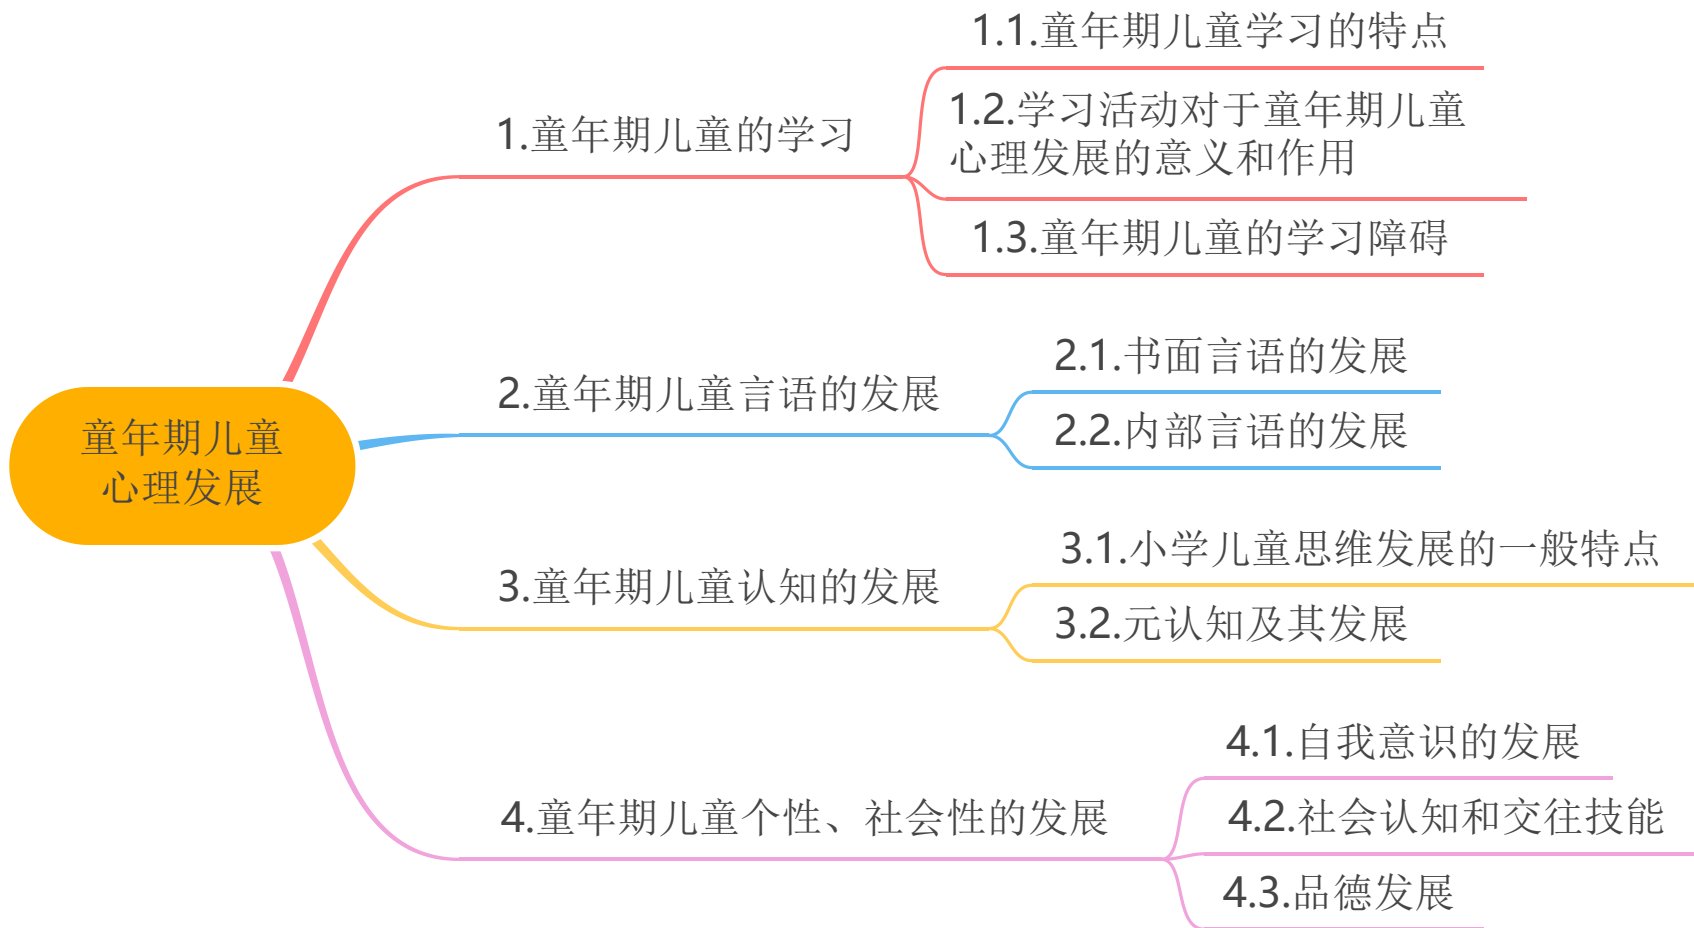 童年期儿童
心理发展
1.童年期儿童的学习
1.1.童年期儿童学习的特点
1.2.学习活动对于童年期儿童
心理发展的意义和作用
1.3.童年期儿童的学习障碍
2.童年期儿童言语的发展
2.1.书面言语的发展
2.2.内部言语的发展
3.童年期儿童认知的发展
3.1.小学儿童思维发展的一般特点
3.2.元认知及其发展
4.童年期儿童个性、社会性的发展
4.1.自我意识的发展
4.2.社会认知和交往技能
4.3.品德发展